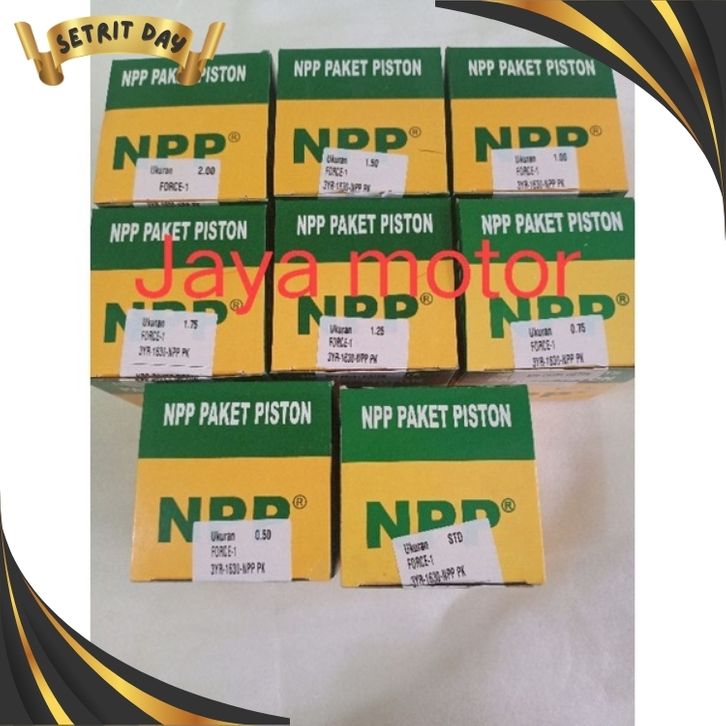 SETRIT DAY
NPP PAKET PISTON
NPP®
Ukuran 2.00
FORCE-1
NPP PAKET PISTON
NPP®
Ukuran 1.50
FORCE-1
3YR-1630-NPP PK
NPP PAKET PISTON
NPP®
Ukuran 1.00
FORCE-1
3YR-1630-NPP PK
Jaya motor
NPP PAKET PISTON
NPP®
Ukuran 1.75
FORCE-1
3YR-1630-NPP PK
NPP PAKET PISTON
NPP®
Ukuran 1.25
FORCE-1
3YR-1630-NPP PK
NPP PAKET PISTON
NPP®
Ukuran 0.75
FORCE-1
3YR-1630-NPP PK
NPP PAKET PISTON
NPP®
Ukuran 0.50
FORCE-1
3YR-1630-NPP PK
NPP PAKET PISTON
NPP®
Ukuran STD
FORCE-1
3YR-1630-NPP PK